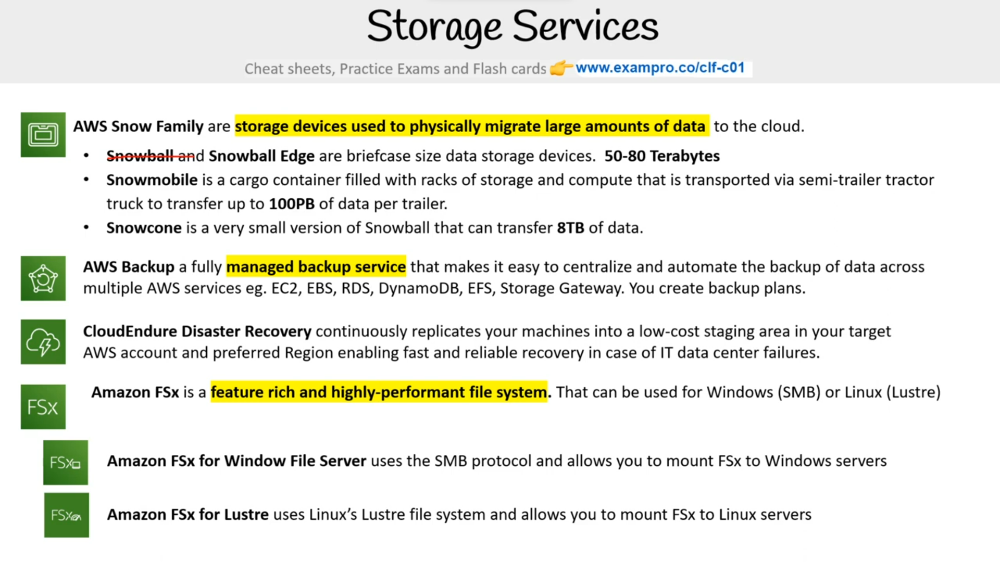 Storage Services
Cheat sheets, Practice Exams and Flash cards 👉 www.exampro.co/clf-c01
AWS Snow Family are storage devices used to physically migrate large amounts of data to the cloud.
• Snowball and Snowball Edge are briefcase size data storage devices. 50-80 Terabytes
• Snowmobile is a cargo container filled with racks of storage and compute that is transported via semi-trailer tractor
truck to transfer up to 100PB of data per trailer.
• Snowcone is a very small version of Snowball that can transfer 8TB of data.
AWS Backup a fully managed backup service that makes it easy to centralize and automate the backup of data across
multiple AWS services eg. EC2, EBS, RDS, DynamoDB, EFS, Storage Gateway. You create backup plans.
CloudEndure Disaster Recovery continuously replicates your machines into a low-cost staging area in your target
AWS account and preferred Region enabling fast and reliable recovery in case of IT data center failures.
FSx
Amazon FSx is a feature rich and highly-performant file system. That can be used for Windows (SMB) or Linux (Lustre)
FSx
Amazon FSx for Window File Server uses the SMB protocol and allows you to mount FSx to Windows servers
FSx
Amazon FSx for Lustre uses Linux’s Lustre file system and allows you to mount FSx to Linux servers